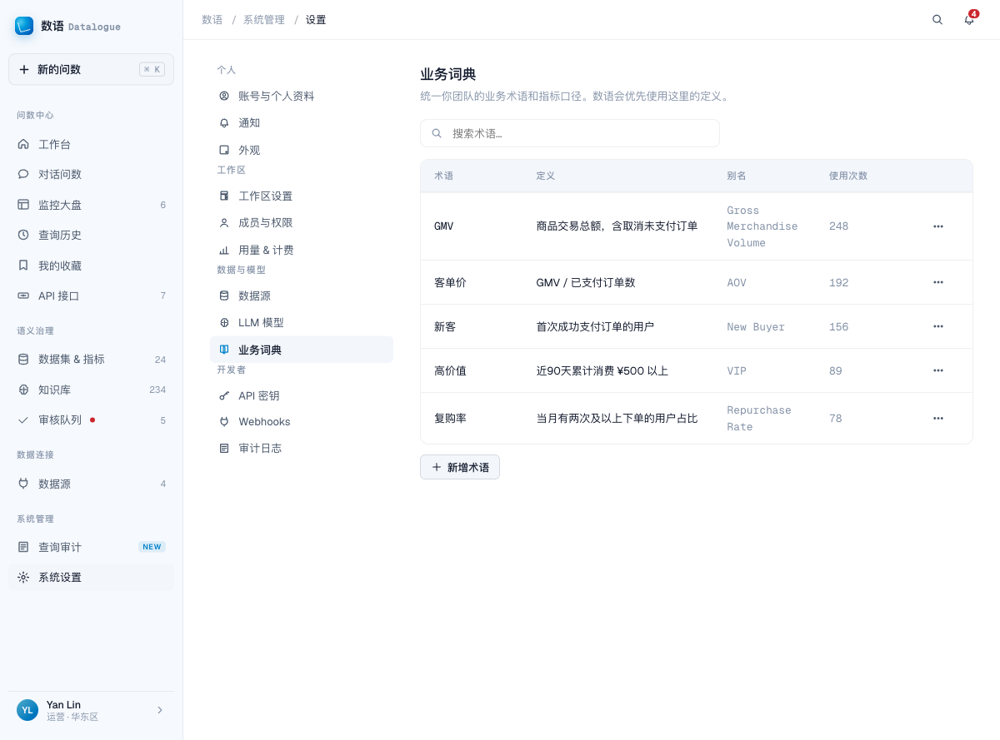 数语 Datalogue
新的问数 ⌘ K
问数中心
工作台
对话问数
监控大盘 6
查询历史
我的收藏
API 接口 7
语义治理
数据集 & 指标 24
知识库 234
审核队列 5
数据连接
数据源 4
系统管理
查询审计 NEW
系统设置
YL Yan Lin
运营 · 华东区
数语 / 系统管理 / 设置
4
个人
账号与个人资料
通知
外观
工作区
工作区设置
成员与权限
用量 & 计费
数据与模型
数据源
LLM 模型
业务词典
开发者
API 密钥
Webhooks
审计日志
业务词典
统一你团队的业务术语和指标口径。数语会优先使用这里的定义。
搜索术语…
术语 定义 别名 使用次数
GMV 商品交易总额，含取消未支付订单 Gross Merchandise Volume 248
客单价 GMV / 已支付订单数 AOV 192
新客 首次成功支付订单的用户 New Buyer 156
高价值 近90天累计消费 ¥500 以上 VIP 89
复购率 当月有两次及以上下单的用户占比 Repurchase Rate 78
新增术语